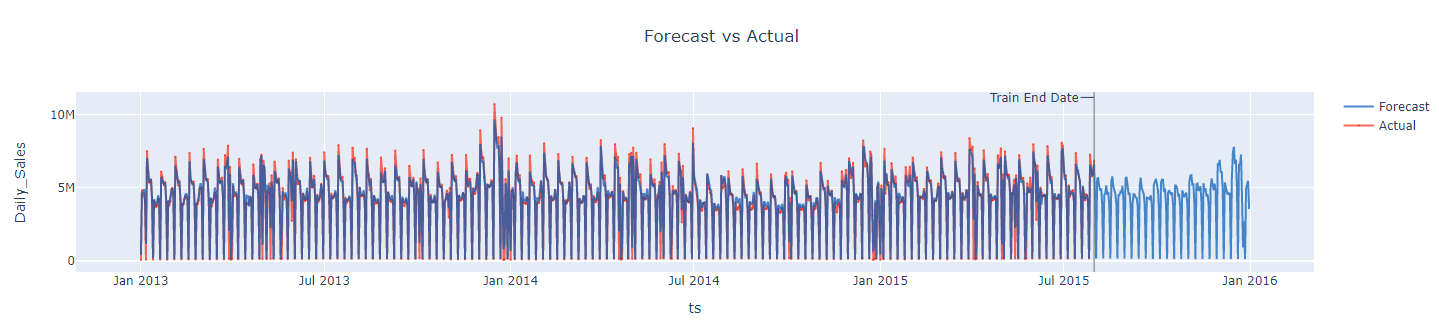 Forecast vs Actual
Train End Date
Forecast
Actual
Daily_Sales
10M
5M
0
Jan 2013
Jul 2013
Jan 2014
Jul 2014
Jan 2015
Jul 2015
Jan 2016
ts